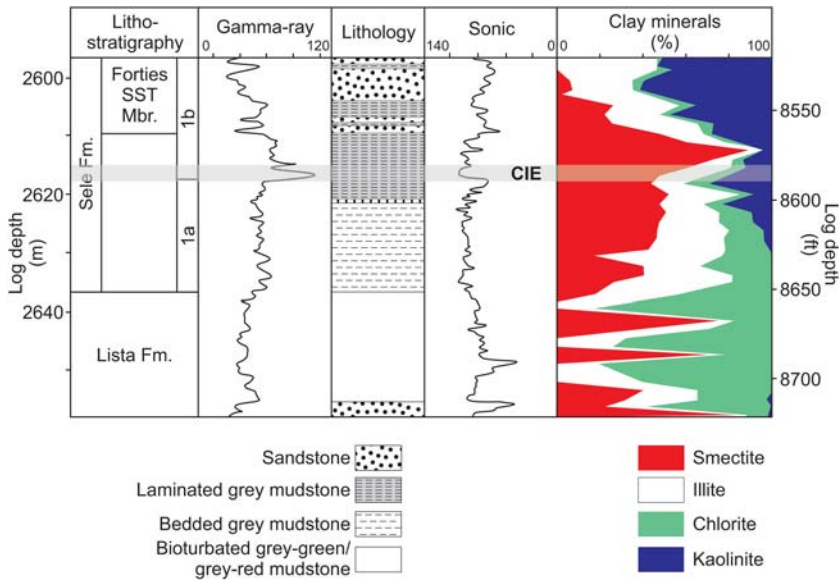 Litho-
stratigraphy
Gamma-ray
0 120
Lithology
Sonic
140 0
Clay minerals
(%)
0 100
2600
2620
2640
Log depth
(m)
Forties
SST
Mbr.
Sele Fm.
1b
1a
Lista Fm.
CIE
8550
8600
8650
8700
Log depth
(ft)
Sandstone
Laminated grey mudstone
Bedded grey mudstone
Bioturbated grey-green/
grey-red mudstone
Smectite
Illite
Chlorite
Kaolinite